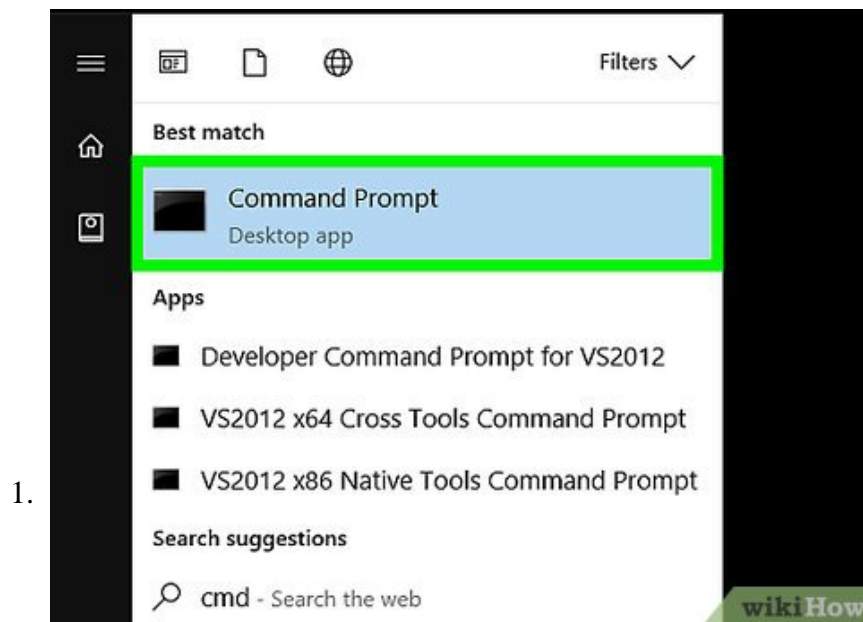 Filters
Best match
Command Prompt
Desktop app
Apps
Developer Command Prompt for VS2012
VS2012 x64 Cross Tools Command Prompt
VS2012 x86 Native Tools Command Prompt
1.
Search suggestions
cmd - Search the web
wikiHow